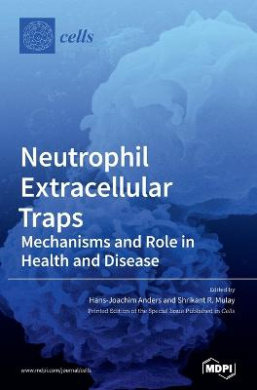 cells
Neutrophil
Extracellular
Traps
Mechanisms and Role in
Health and Disease
Edited by
Hans-Joachim Anders and Shrikant R. Mulay
Printed Edition of the Special Issue Published in Cells
www.mdpi.com/journal/cells
MDPI